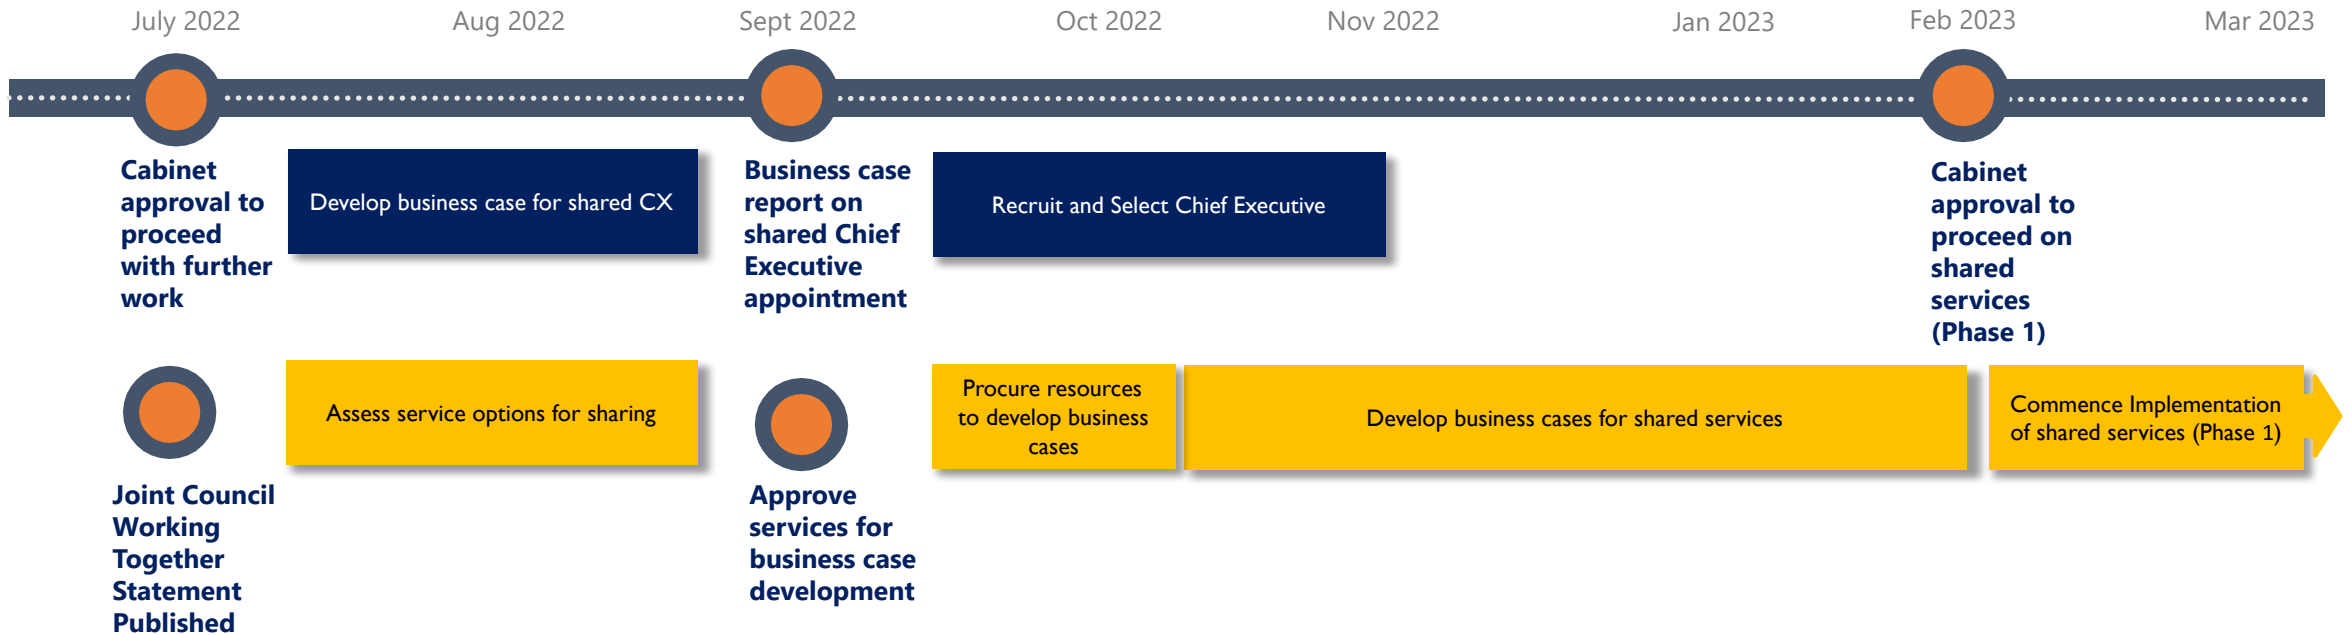 July 2022
Aug 2022
Sept 2022
Oct 2022
Nov 2022
Jan 2023
Feb 2023
Mar 2023
Cabinet
approval to
proceed
with further
work
Develop business case for shared CX
Business case
report on
shared Chief
Executive
appointment
Recruit and Select Chief Executive
Cabinet
approval to
proceed on
shared
services
(Phase 1)
Joint Council
Working
Together
Statement
Published
Assess service options for sharing
Approve
services for
business case
development
Procure resources
to develop business
cases
Develop business cases for shared services
Commence Implementation
of shared services (Phase 1)